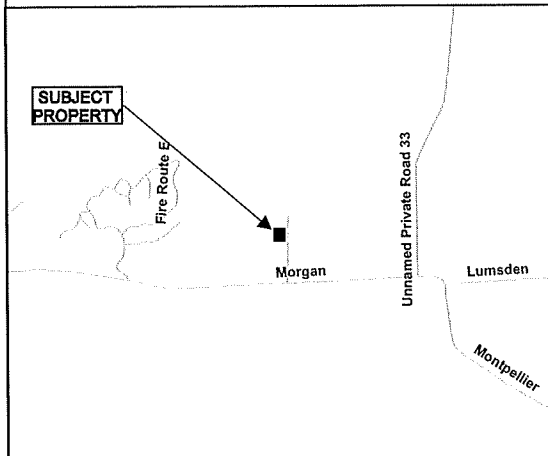 SUBJECT
PROPERTY
Fire Route E
Unnamed Private Road 33
Morgan
Lumsden
Montpellier